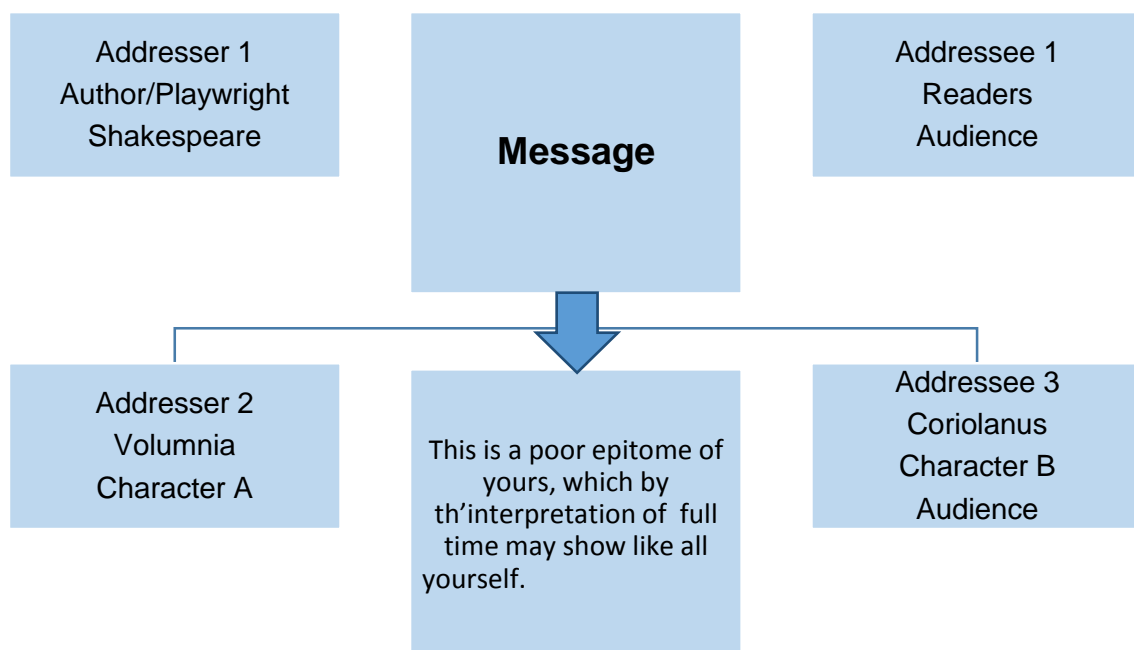 Addresser 1
Author/Playwright
Shakespeare
Message
Addressee 1
Readers
Audience
Addresser 2
Volumnia
Character A
This is a poor epitome of
yours, which by
th’interpretation of full
time may show like all
yourself.
Addressee 3
Coriolanus
Character B
Audience